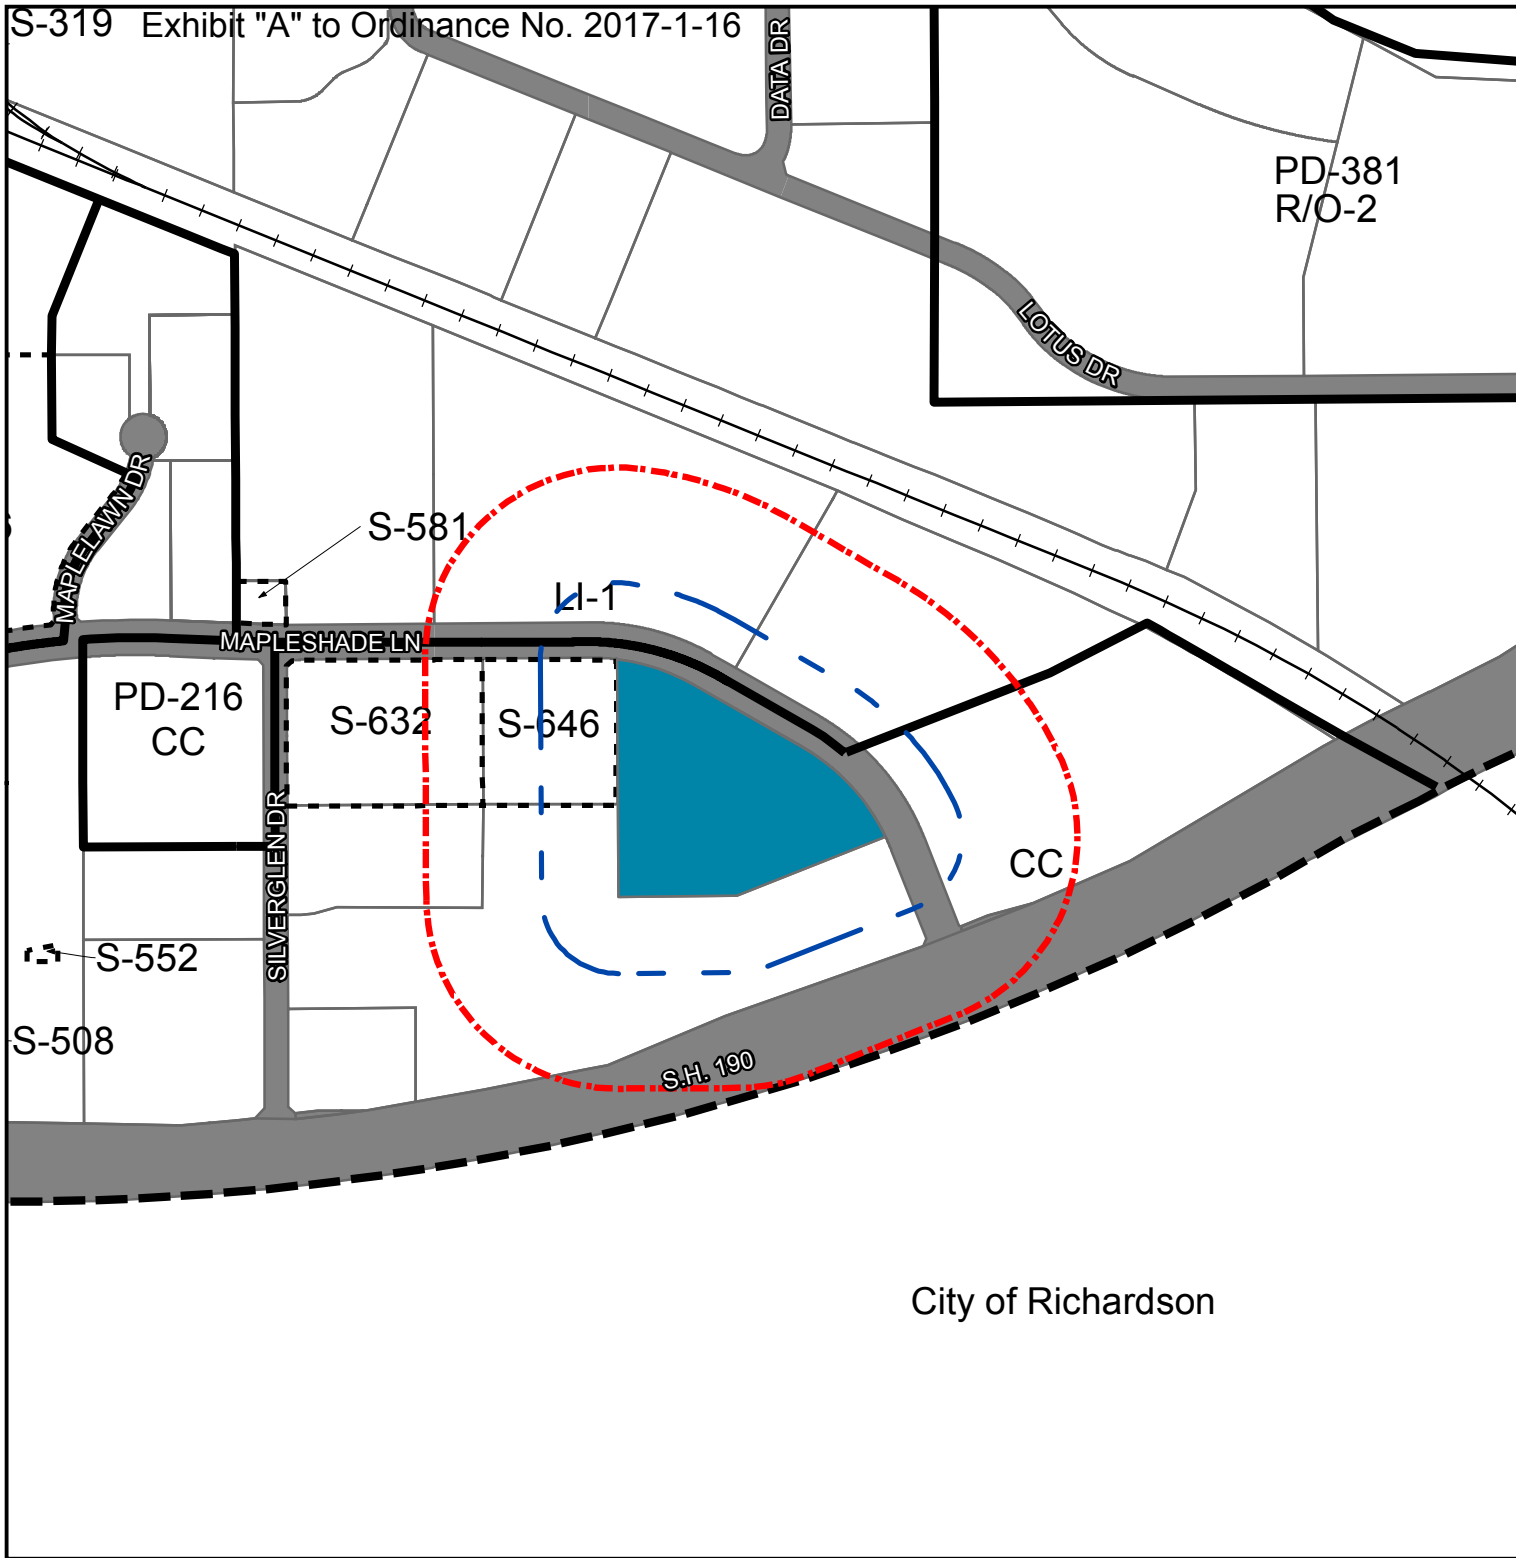 S-319 Exhibit "A" to Ordinance No. 2017-1-16
DATA DR
PD-381
R/O-2
LOTUS DR
MAPLELAWN DR
S-581
LI-1
MAPLESHADE LN
PD-216
CC
S-632
S-646
SILVERGLEN DR
CC
S-552
S-508
S.H. 190
City of Richardson